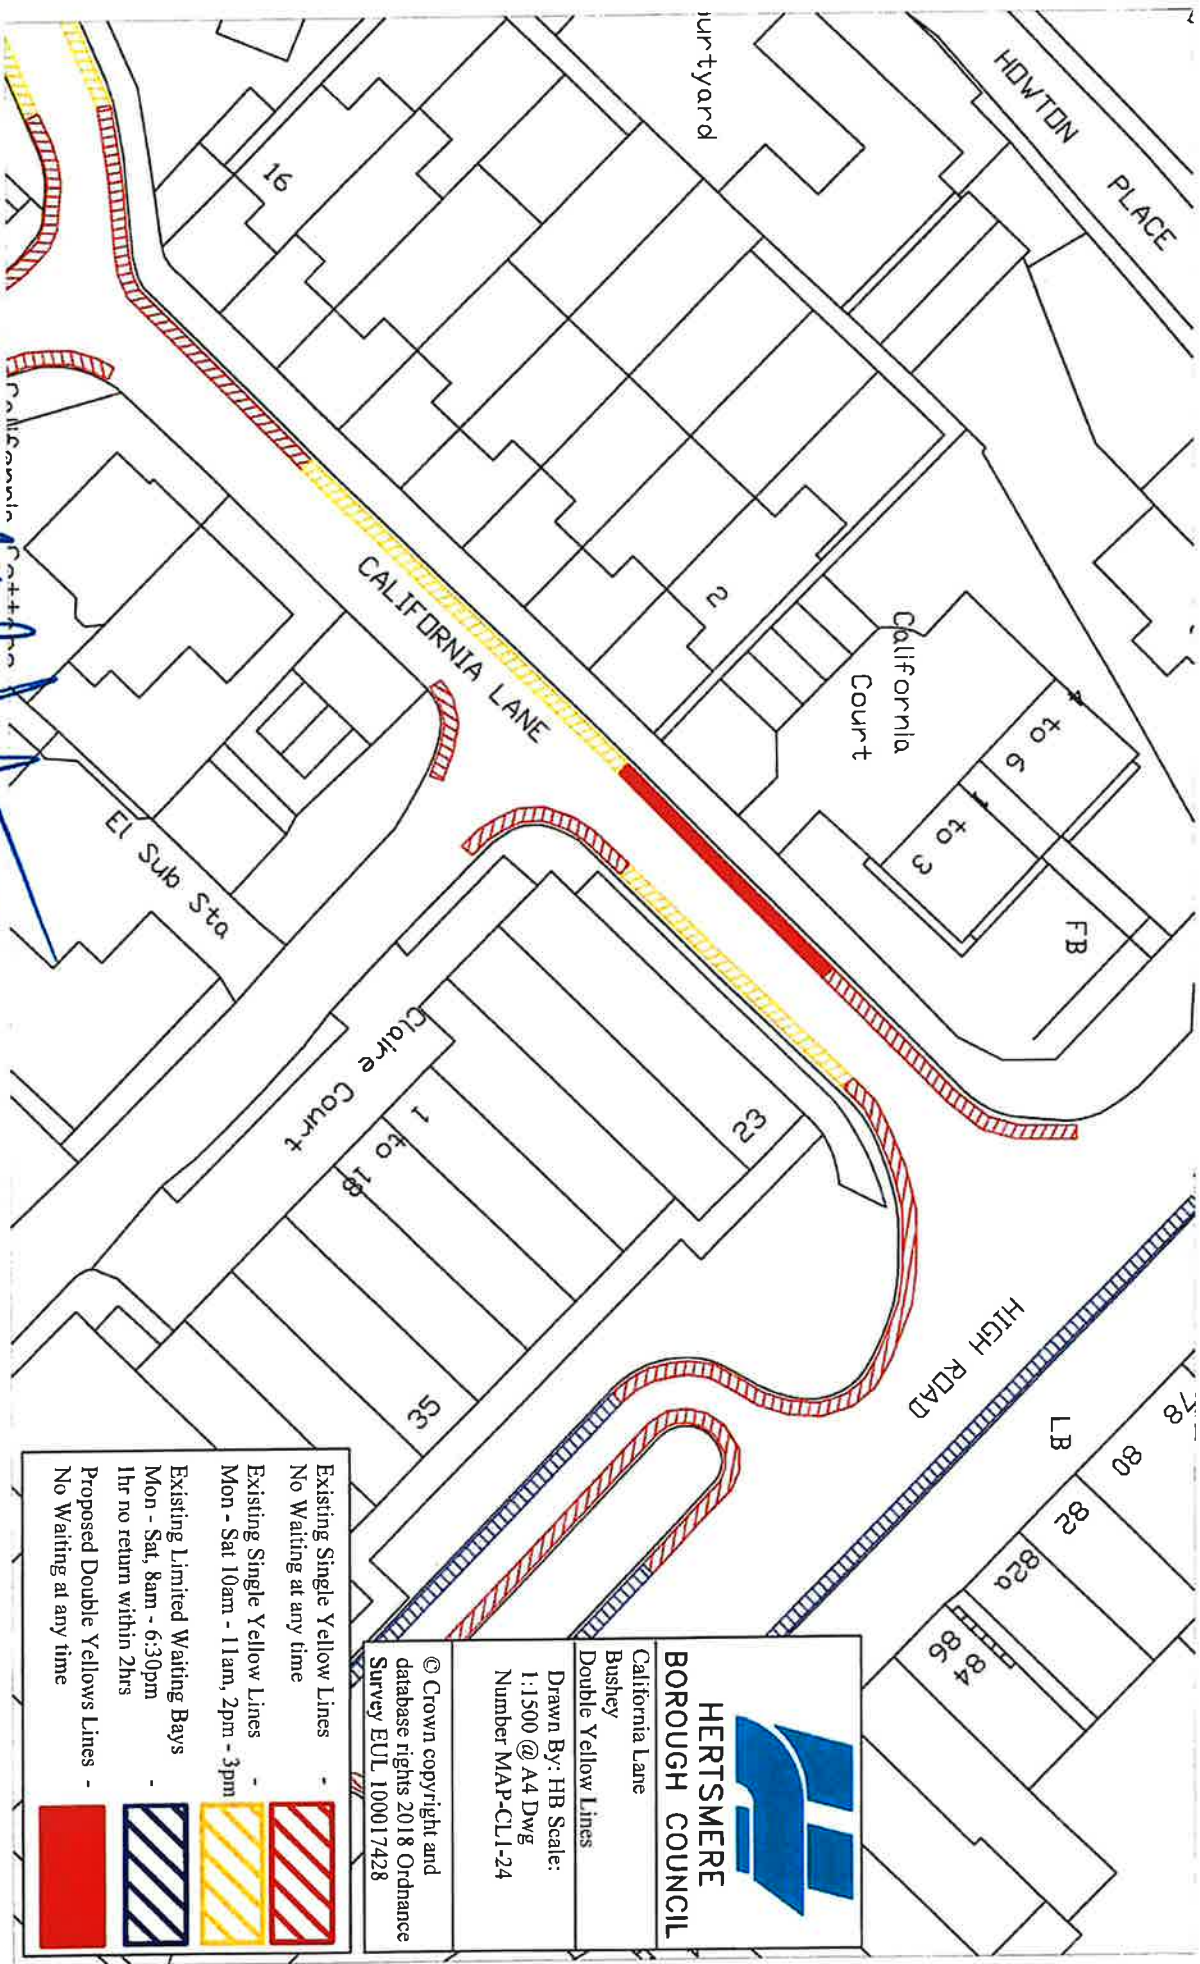 HOWTON PLACE
urtyard
16
2
California
Court
4 to 6
1 to 3
FB
CALIFORNIA LANE
El Sub Sta
Claire Court
1 to 18
23
35
HIGH ROAD
LB
78
80
82
82a
84
86
HERTSMERE
BOROUGH COUNCIL
California Lane
Bushey
Double Yellow Lines
Drawn By: HB Scale:
1:1500 @ A4 Dwg
Number MAP-CL1-24
© Crown copyright and
database rights 2018 Ordnance
Survey EUL 100017428
Existing Single Yellow Lines -
No Waiting at any time
Existing Single Yellow Lines -
Mon - Sat 10am - 11am, 2pm - 3pm
Existing Limited Waiting Bays
Mon - Sat, 8am - 6:30pm -
1hr no return within 2hrs
Proposed Double Yellows Lines -
No Waiting at any time